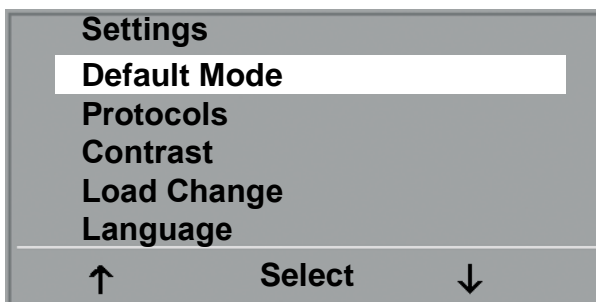 Settings
Default Mode
Protocols
Contrast
Load Change
Language
↑ Select ↓